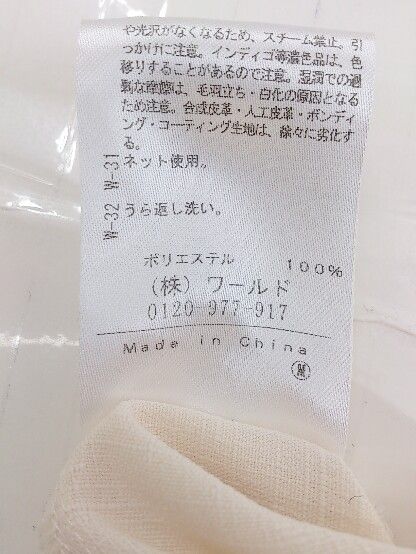 や光沢がなくなるため、スチーム禁止。引
っかけに注意。インディゴ等濃色品は、色
移りすることがあるので注意。湿潤での過
激な摩擦は、毛羽立ち・白化の原因となる
ため注意。合成皮革・人工皮革・ボンディ
ング・コーティング生地は、徐々に劣化す
る。
W-31 ネット使用。
W-32 うら返し洗い。
ポリエステル 100%
(株) ワールド
0120-977-917
Made in China
M